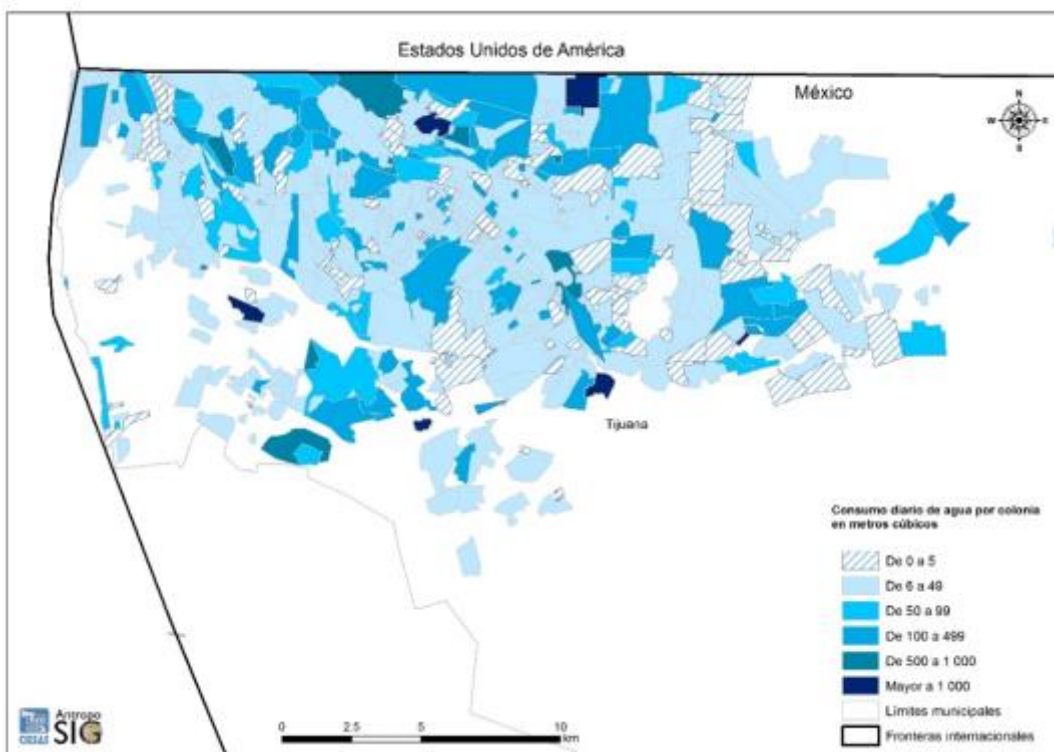 Estados Unidos de América
México
N
W E
S
Tijuana
Consumo diario de agua por colonia
en metros cúbicos
De 0 a 5
De 6 a 49
De 50 a 99
De 100 a 499
De 500 a 1 000
Mayor a 1 000
Límites municipales
Fronteras internacionales
CIESAS
Antropo
SIG
0 2.5 5 10
km